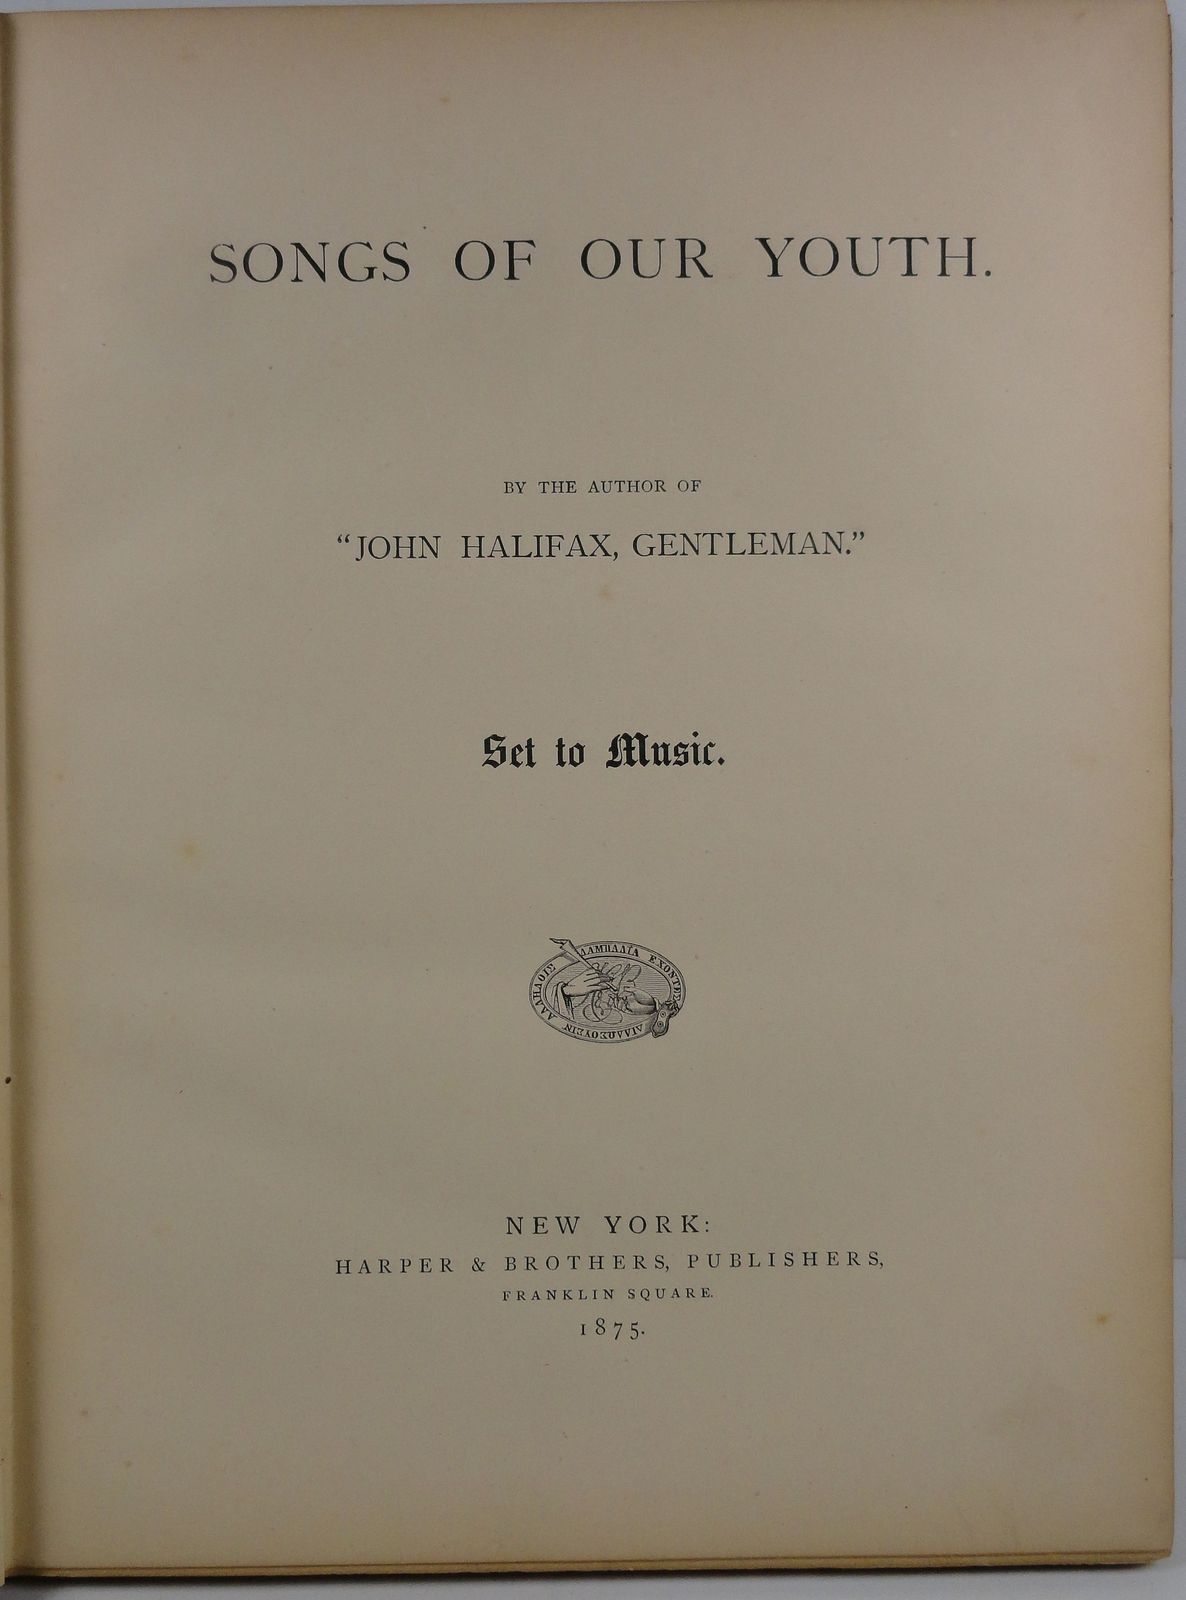 SONGS OF OUR YOUTH.
BY THE AUTHOR OF
“JOHN HALIFAX, GENTLEMAN.”
Set to Music.
ΛΑΜΠΑΔΙΑ ΕΧΟΝΤΕΣ
ΔΙΑΔΩΣΟΥΣΙΝ ΑΛΛΗΛΟΙΣ
NEW YORK:
HARPER & BROTHERS, PUBLISHERS,
FRANKLIN SQUARE.
1875.